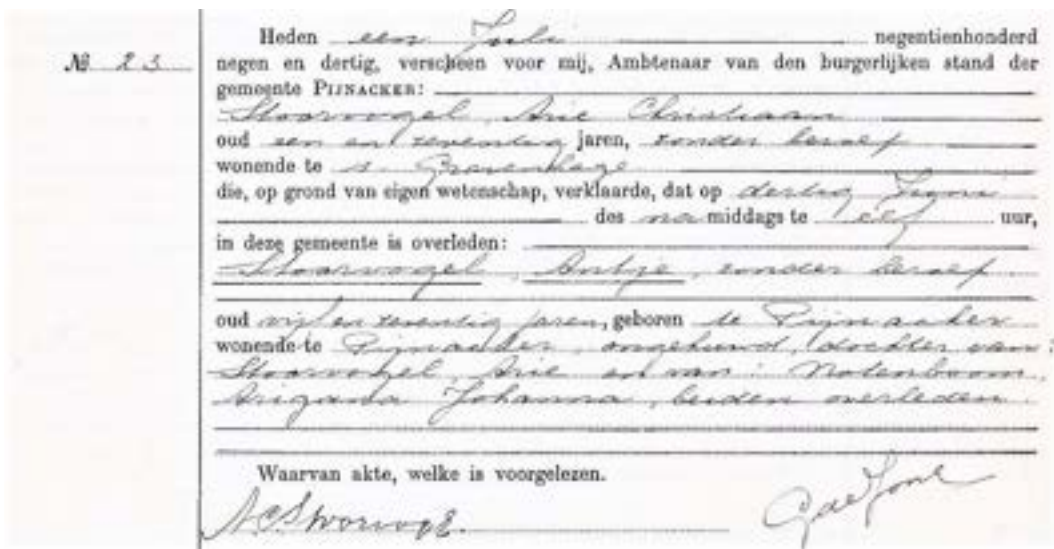 Heden een Juli negentienhonderd
№ 23
negen en dertig, verscheen voor mij, Ambtenaar van den burgerlijken stand der
gemeente PIJNACKER:
Stoorvogel, Arie Christiaan
oud een en zeventig jaren, zonder beroep
wonende te s Gravenhage
die, op grond van eigen wetenschap, verklaarde, dat op dertig Juni
des na middags te elf uur,
in deze gemeente is overleden:
Stoorvogel, Antje, zonder beroep
oud vijf en zeventig jaren, geboren te Pijnacker
wonende te Pijnacker, ongehuwd, dochter van:
Stoorvogel, Arie en van: Notenboom,
Johanna, beiden overleden.
Waarvan akte, welke is voorgelezen.